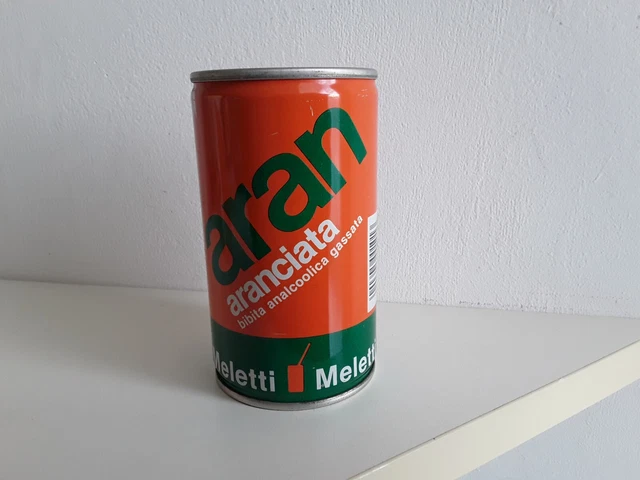 aran
aranciata
bibita analcoolica gassata
Meletti Meletti